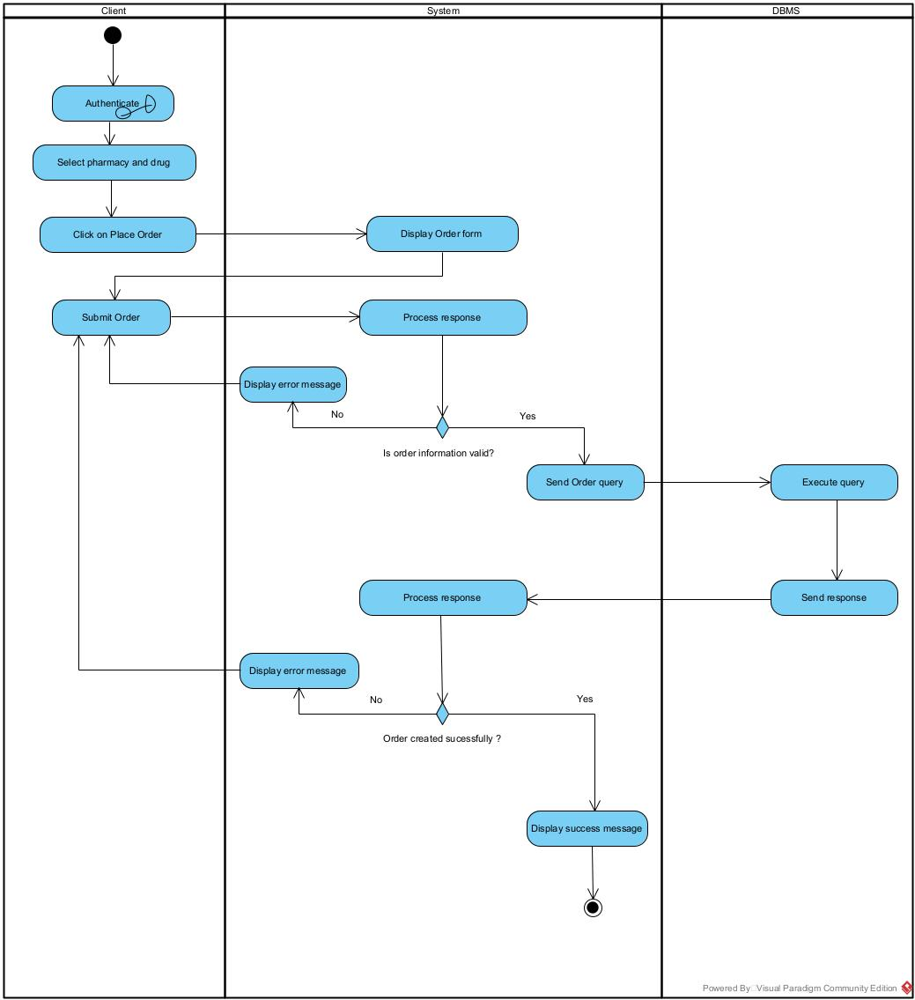 Client
System
DBMS
Authenticate
Select pharmacy and drug
Click on Place Order
Display Order form
Submit Order
Process response
Display error message
No
Yes
Is order information valid?
Send Order query
Execute query
Process response
Send response
Display error message
No
Yes
Order created sucessfully ?
Display success message
Powered By Visual Paradigm Community Edition